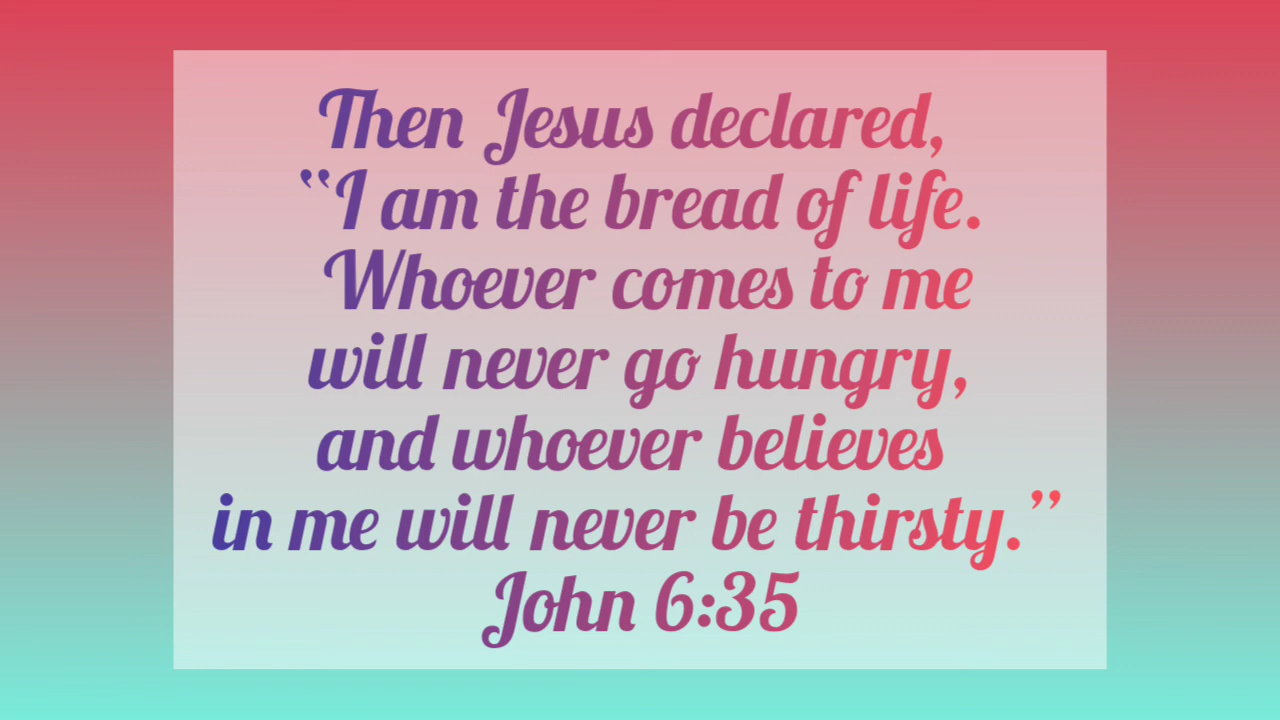 Then Jesus declared,
“I am the bread of life.
Whoever comes to me
will never go hungry,
and whoever believes
in me will never be thirsty.”
John 6:35